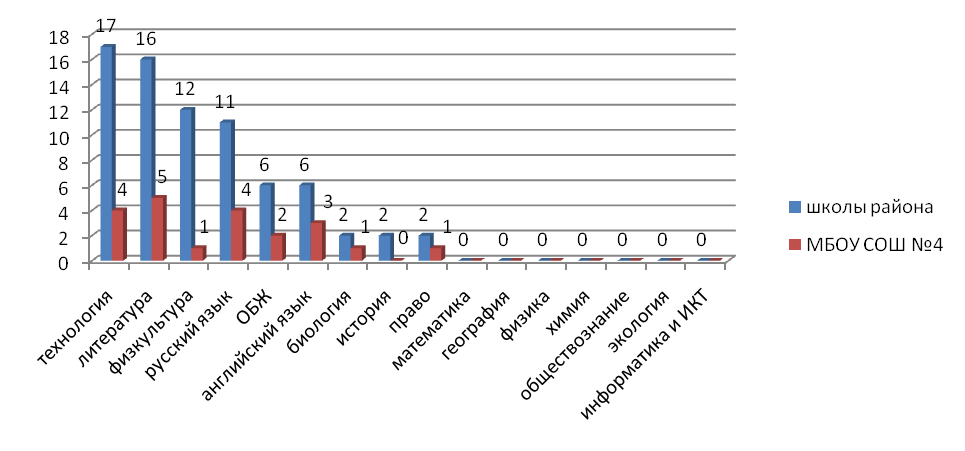 18
16
14
12
10
8
6
4
2
0
17
4
16
5
12
1
11
4
6
2
6
3
2
1
2
0
2
1
0
0
0
0
0
0
0
технология
литература
физкультура
русский язык
ОБЖ
английский язык
биология
история
право
математика
география
физика
химия
обществознание
экология
информатика и ИКТ
школы района
МБОУ СОШ №4